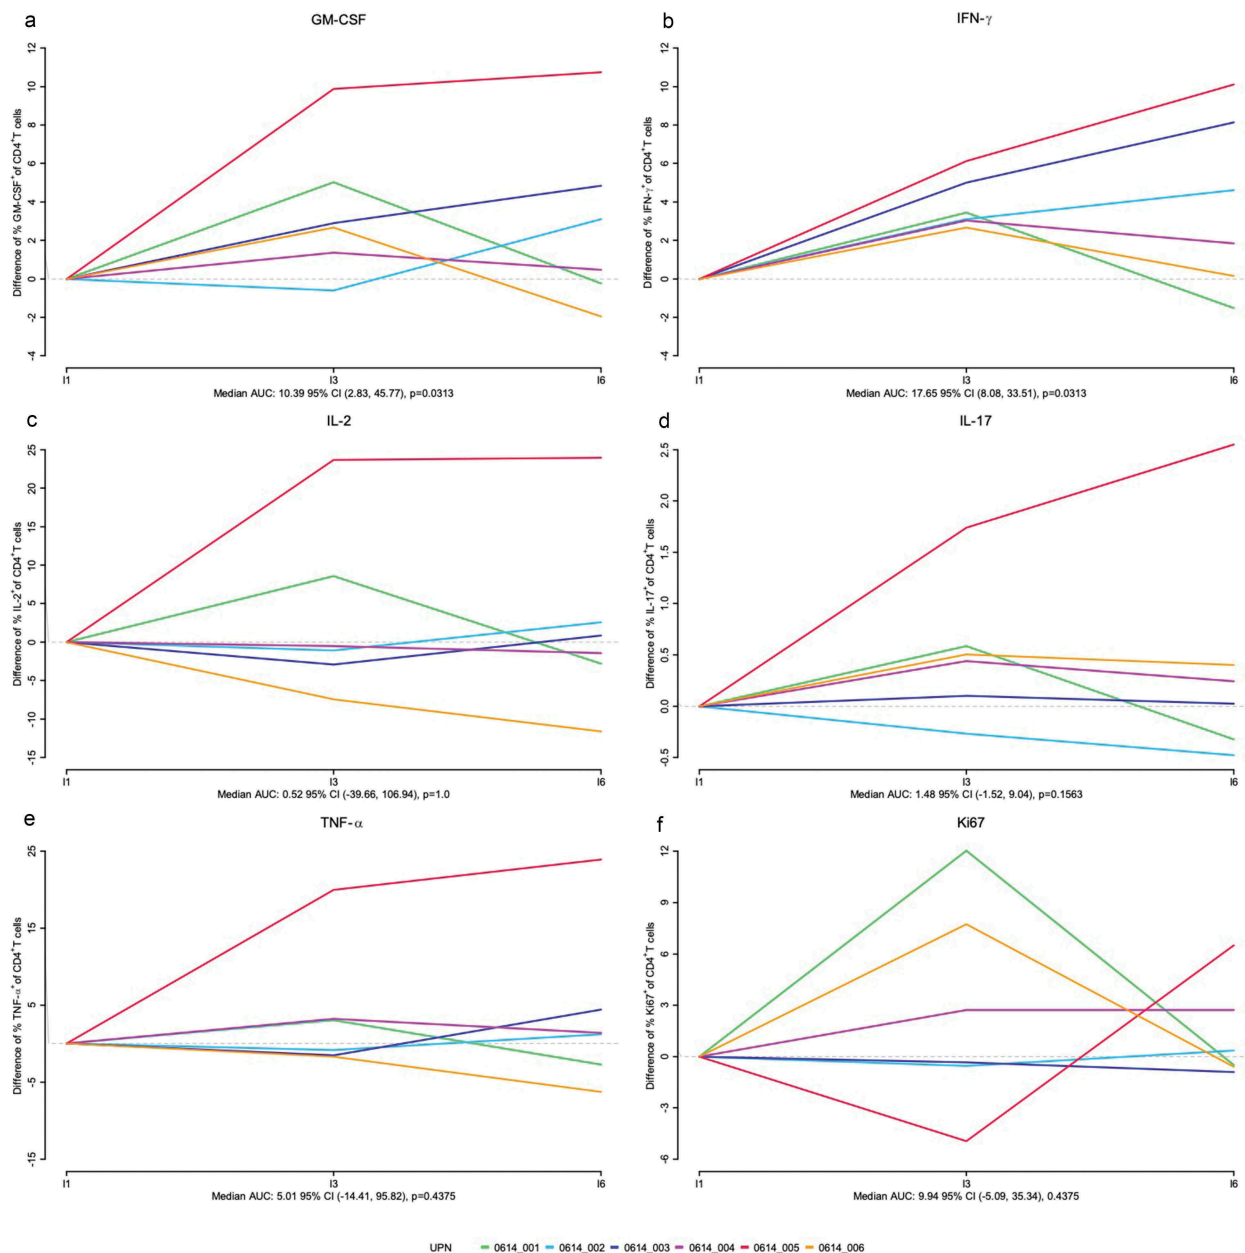 a
GM-CSF
Difference of % GM-CSF⁺ of CD4⁺T cells
12
10
8
6
4
2
0
-2
-4
I1
I3
I6
Median AUC: 10.39 95% CI (2.83, 45.77), p=0.0313
b
IFN-γ
Difference of % IFN-γ⁺ of CD4⁺T cells
12
10
8
6
4
2
0
-2
-4
I1
I3
I6
Median AUC: 17.65 95% CI (8.08, 33.51), p=0.0313
c
IL-2
Difference of % IL-2⁺ of CD4⁺T cells
25
20
15
10
5
0
-5
-10
-15
I1
I3
I6
Median AUC: 0.52 95% CI (-39.66, 106.94), p=1.0
d
IL-17
Difference of % IL-17⁺ of CD4⁺T cells
2.5
2.0
1.5
1.0
0.5
0.0
-0.5
I1
I3
I6
Median AUC: 1.48 95% CI (-1.52, 9.04), p=0.1563
e
TNF-α
Difference of % TNF-α⁺ of CD4⁺T cells
25
15
5
-5
-15
I1
I3
I6
Median AUC: 5.01 95% CI (-14.41, 95.82), p=0.4375
f
Ki67
Difference of % Ki67⁺ of CD4⁺T cells
12
9
6
3
0
-3
-6
I1
I3
I6
Median AUC: 9.94 95% CI (-5.09, 35.34), 0.4375
UPN 0614_001 0614_002 0614_003 0614_004 0614_005 0614_006